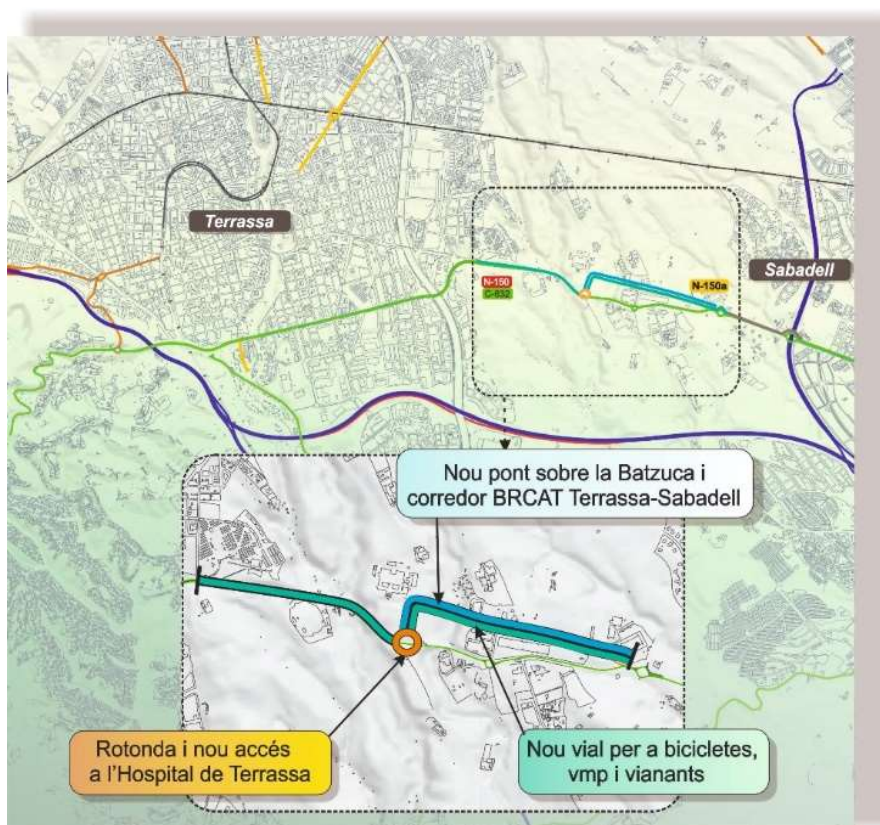 Terrassa
Sabadell
N-150
C-832
N-150a
Nou pont sobre la Batzuca i
corredor BRCAT Terrassa-Sabadell
Rotonda i nou accés
a l'Hospital de Terrassa
Nou vial per a bicicletes,
vmp i vianants